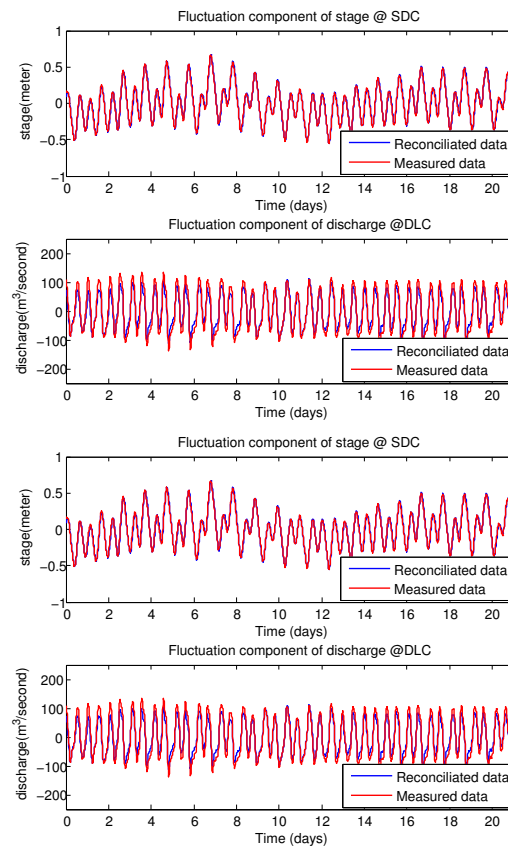 Fluctuation component of stage @ SDC
stage(meter)
1
0.5
0
−0.5
−1
0 2 4 6 8 10 12 14 16 18 20
Time (days)
Reconciliated data
Measured data
Fluctuation component of discharge @DLC
discharge(m³/second)
200
100
0
−100
−200
0 2 4 6 8 10 12 14 16 18 20
Time (days)
Reconciliated data
Measured data
Fluctuation component of stage @ SDC
stage(meter)
1
0.5
0
−0.5
−1
0 2 4 6 8 10 12 14 16 18 20
Time (days)
Reconciliated data
Measured data
Fluctuation component of discharge @DLC
discharge(m³/second)
200
100
0
−100
−200
0 2 4 6 8 10 12 14 16 18 20
Time (days)
Reconciliated data
Measured data